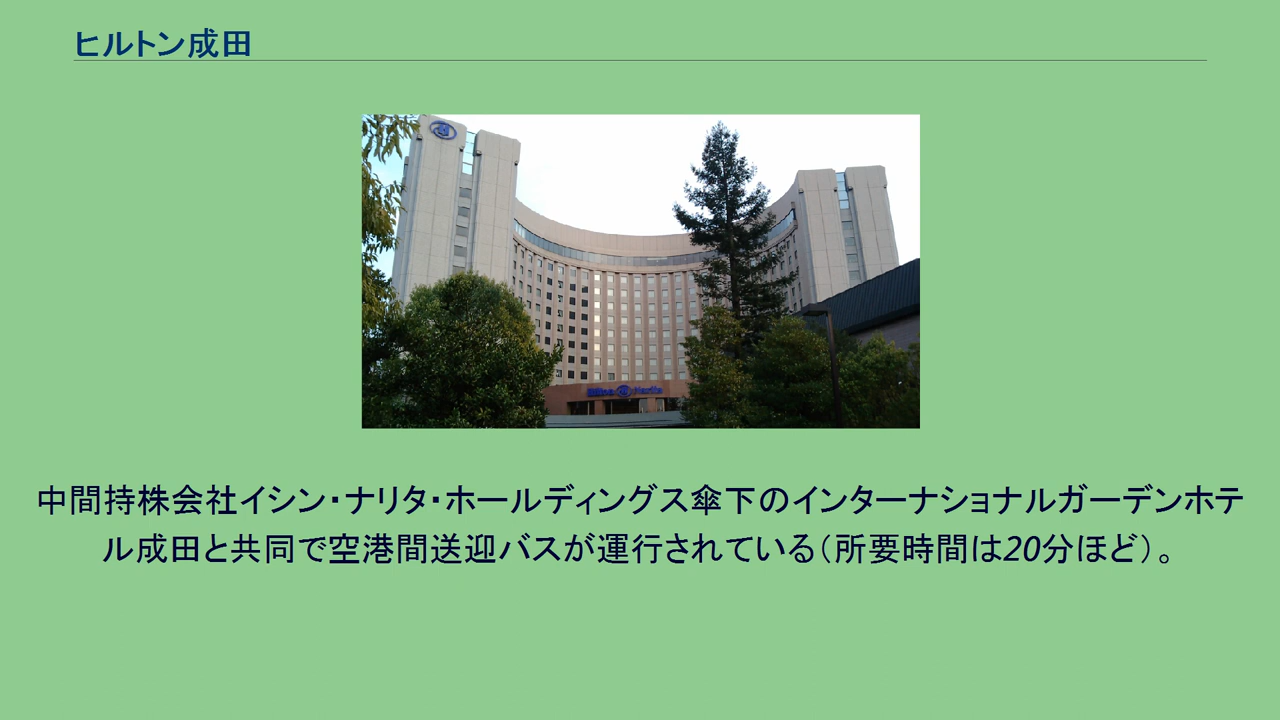 ヒルトン成田
Hilton Narita
中間持株会社イシン・ナリタ・ホールディングス傘下のインターナショナルガーデンホテ
ル成田と共同で空港間送迎バスが運行されている（所要時間は20分ほど）。